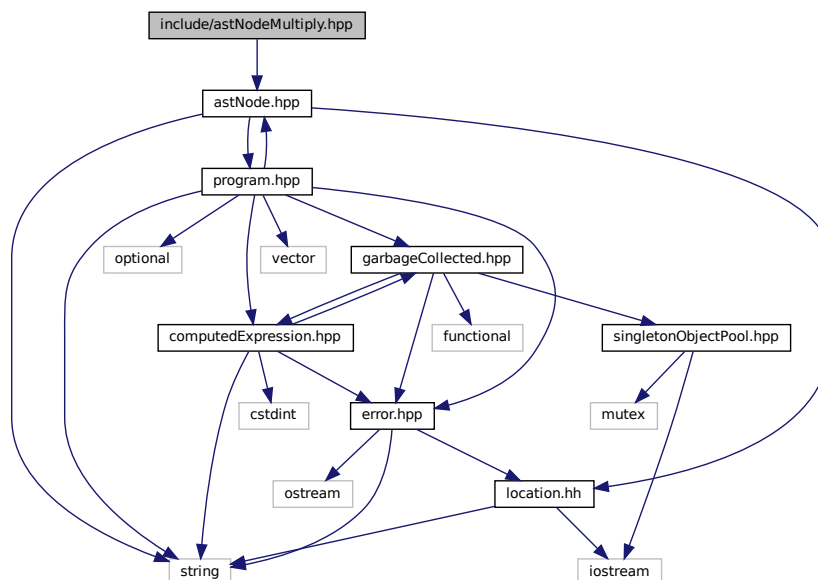 include/astNodeMultiply.hpp
astNode.hpp
program.hpp
optional
vector
garbageCollected.hpp
computedExpression.hpp
functional
singletonObjectPool.hpp
cstdint
error.hpp
mutex
ostream
location.hh
string
iostream